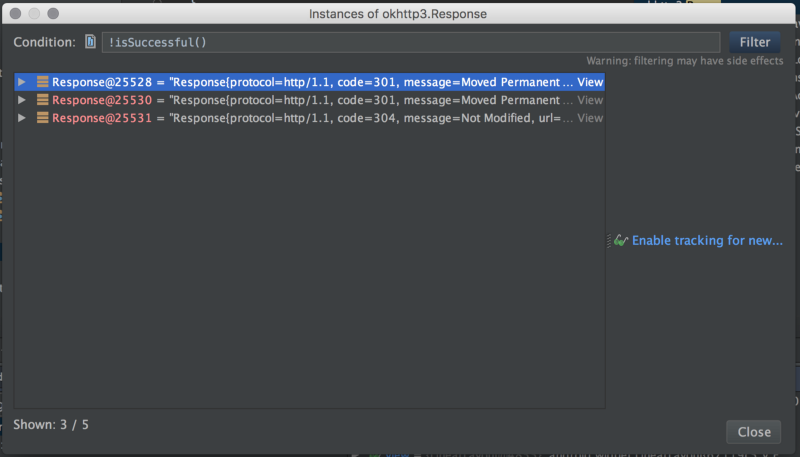 Instances of okhttp3.Response
Condition: !isSuccessful() Filter
Warning: filtering may have side effects
Response@25528 = "Response{protocol=http/1.1, code=301, message=Moved Permanent ... View
Response@25530 = "Response{protocol=http/1.1, code=301, message=Moved Permanent ... View
Response@25531 = "Response{protocol=http/1.1, code=304, message=Not Modified, url=... View
Enable tracking for new...
Shown: 3 / 5
Close